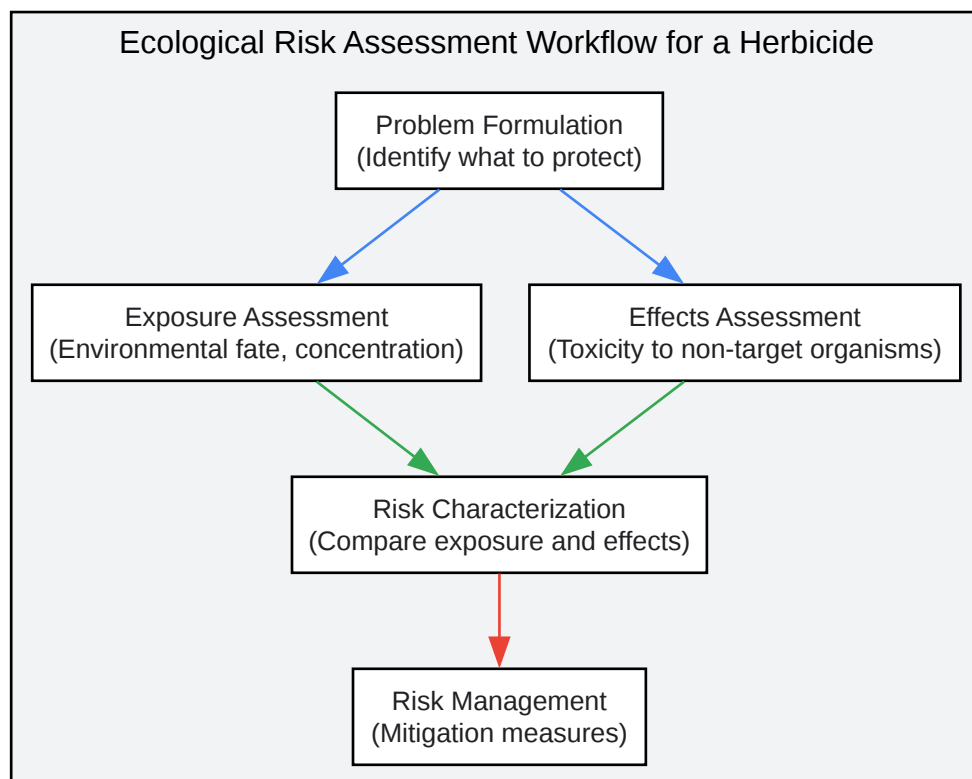 Ecological Risk Assessment Workflow for a Herbicide
Problem Formulation
(Identify what to protect)
Exposure Assessment
(Environmental fate, concentration)
Effects Assessment
(Toxicity to non-target organisms)
Risk Characterization
(Compare exposure and effects)
Risk Management
(Mitigation measures)